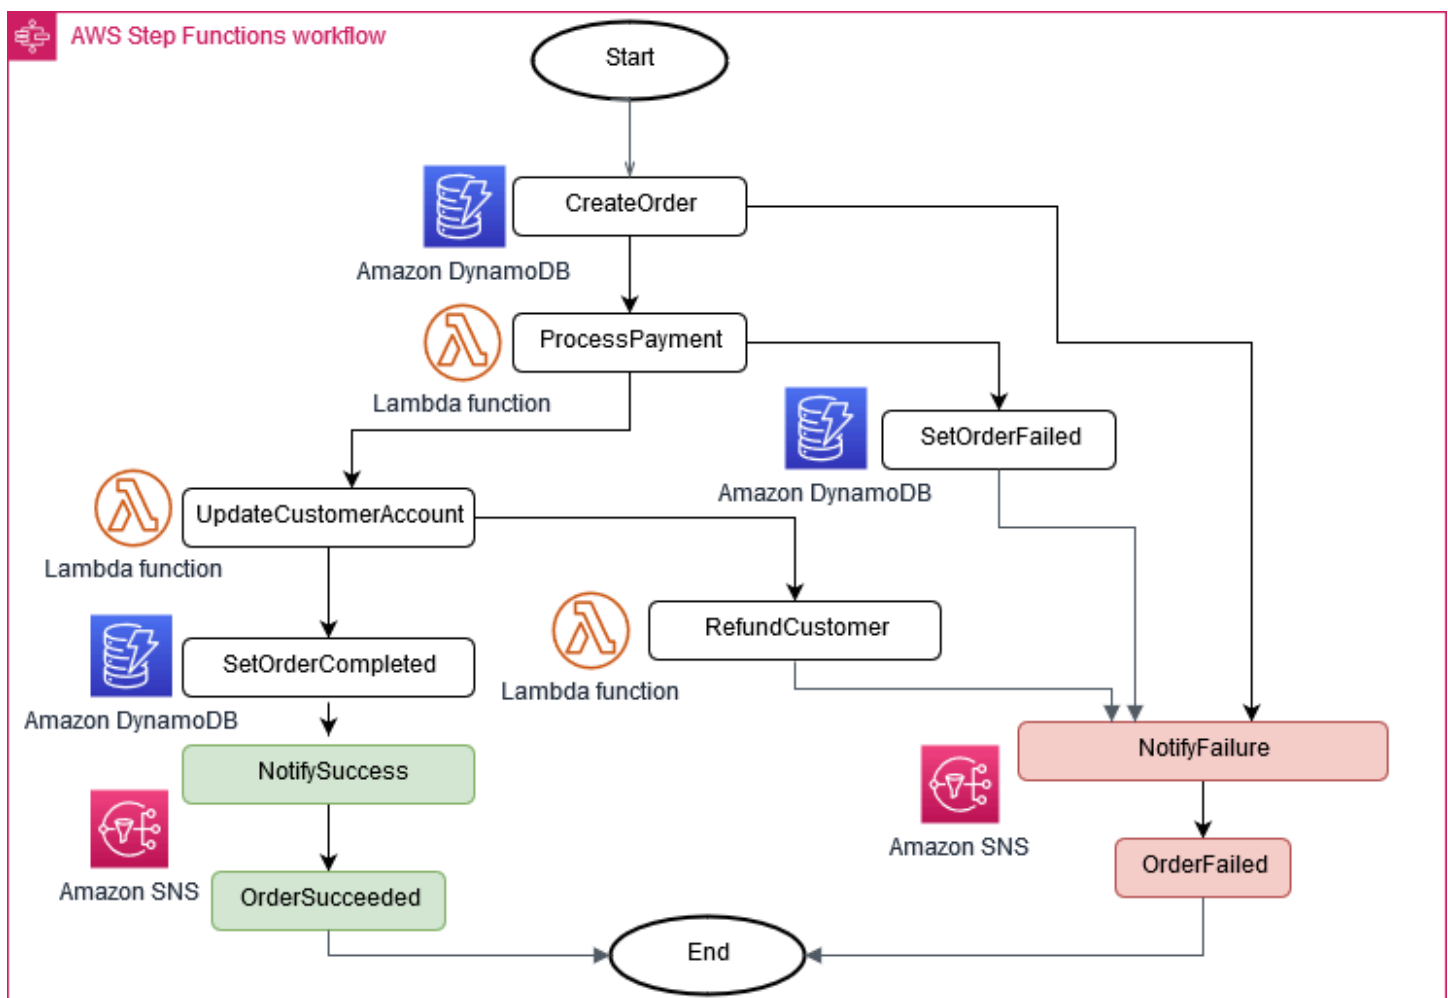 AWS Step Functions workflow
Start
CreateOrder
Amazon DynamoDB
ProcessPayment
Lambda function
SetOrderFailed
Amazon DynamoDB
UpdateCustomerAccount
Lambda function
RefundCustomer
Lambda function
SetOrderCompleted
Amazon DynamoDB
NotifySuccess
Amazon SNS
NotifyFailure
Amazon SNS
OrderFailed
OrderSucceeded
End